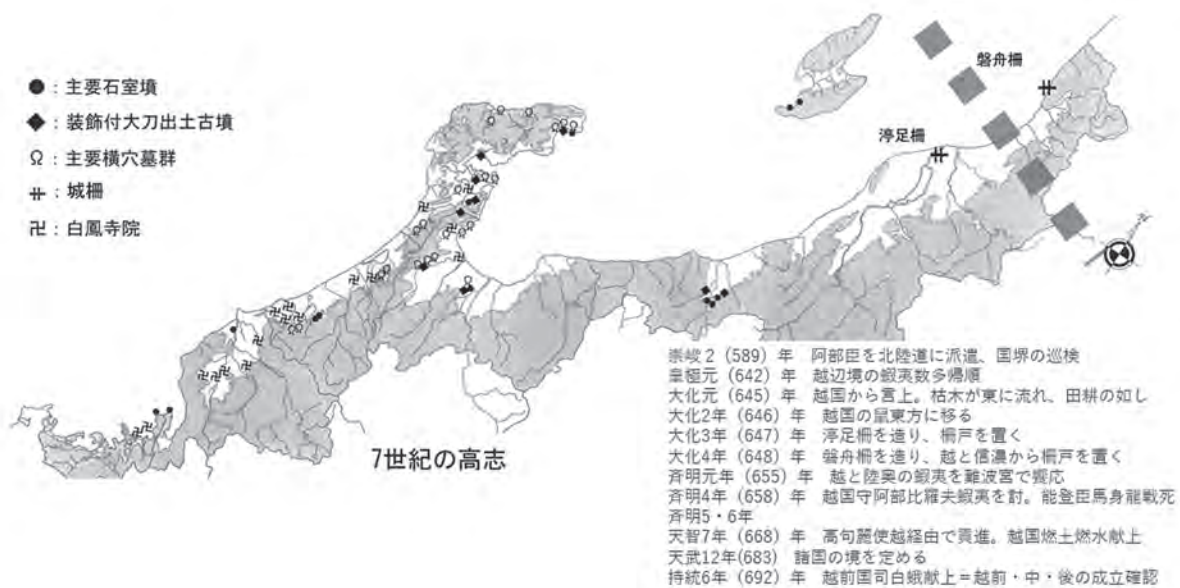 ● : 主要石室墳
◆ : 装飾付大刀出土古墳
Ω : 主要横穴墓群
: 城柵
卍 : 白鳳寺院
磐舟柵
渟足柵
7世紀の高志
崇峻2（589）年　阿部臣を北陸道に派遣、国堺の巡検
皇極元（642）年　越辺境の蝦夷数多帰順
大化元（645）年　越国から言上。枯木が東に流れ、田耕の如し
大化2年（646）年　越国の鼠東方に移る
大化3年（647）年　渟足柵を造り、柵戸を置く
大化4年（648）年　磐舟柵を造り、越と信濃から柵戸を置く
斉明元年（655）年　越と陸奥の蝦夷を難波宮で饗応
斉明4年（658）年　越国守阿部比羅夫蝦夷を討。能登臣馬身龍戦死
斉明5・6年
天智7年（668）年　高句麗使越経由で貢進。越国燃土燃水献上
天武12年(683)　諸国の境を定める
持統6年（692）年　越前国司白蛾献上＝越前・中・後の成立確認